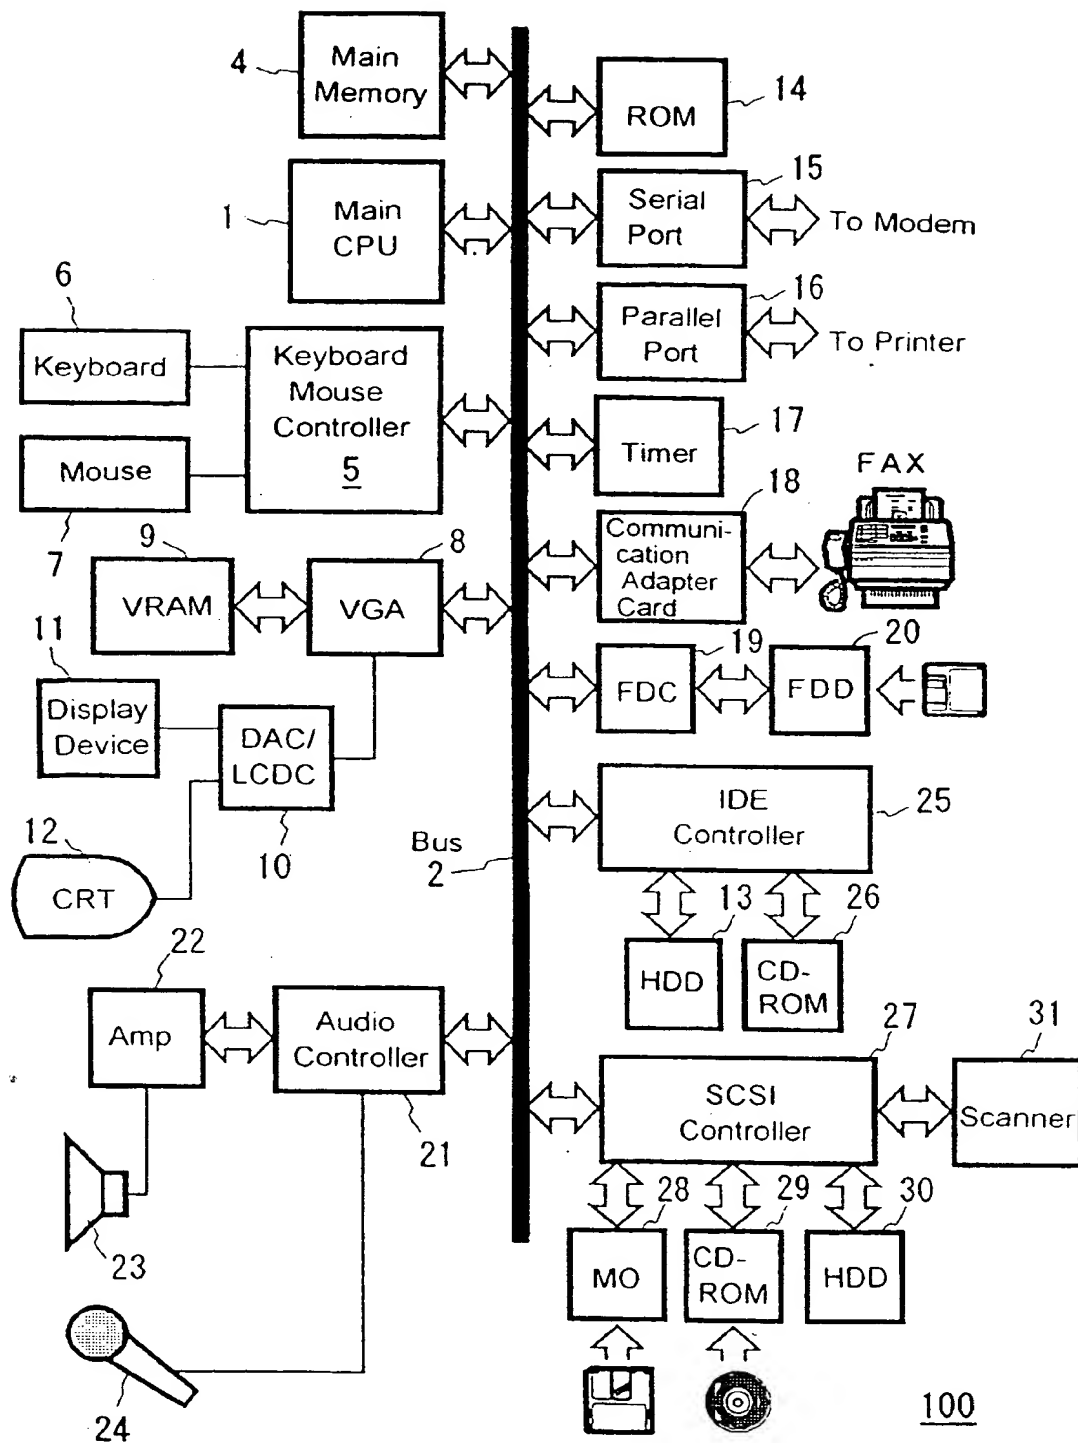 4
Main
Memory
ROM
14
1
Main
CPU
Serial
Port
15
To Modem
6
Keyboard
Keyboard
Mouse
Controller
5
Parallel
Port
16
To Printer
Mouse
7
Timer
17
FAX
9
VRAM
8
VGA
Communi-
cation
Adapter
Card
18
11
Display
Device
DAC/
LCDC
10
FDC
19
FDD
20
12
CRT
Bus
2
IDE
Controller
25
HDD
13
CD-
ROM
26
22
Amp
Audio
Controller
21
SCSI
Controller
27
31
Scanner
23
MO
28
CD-
ROM
29
HDD
30
24
100